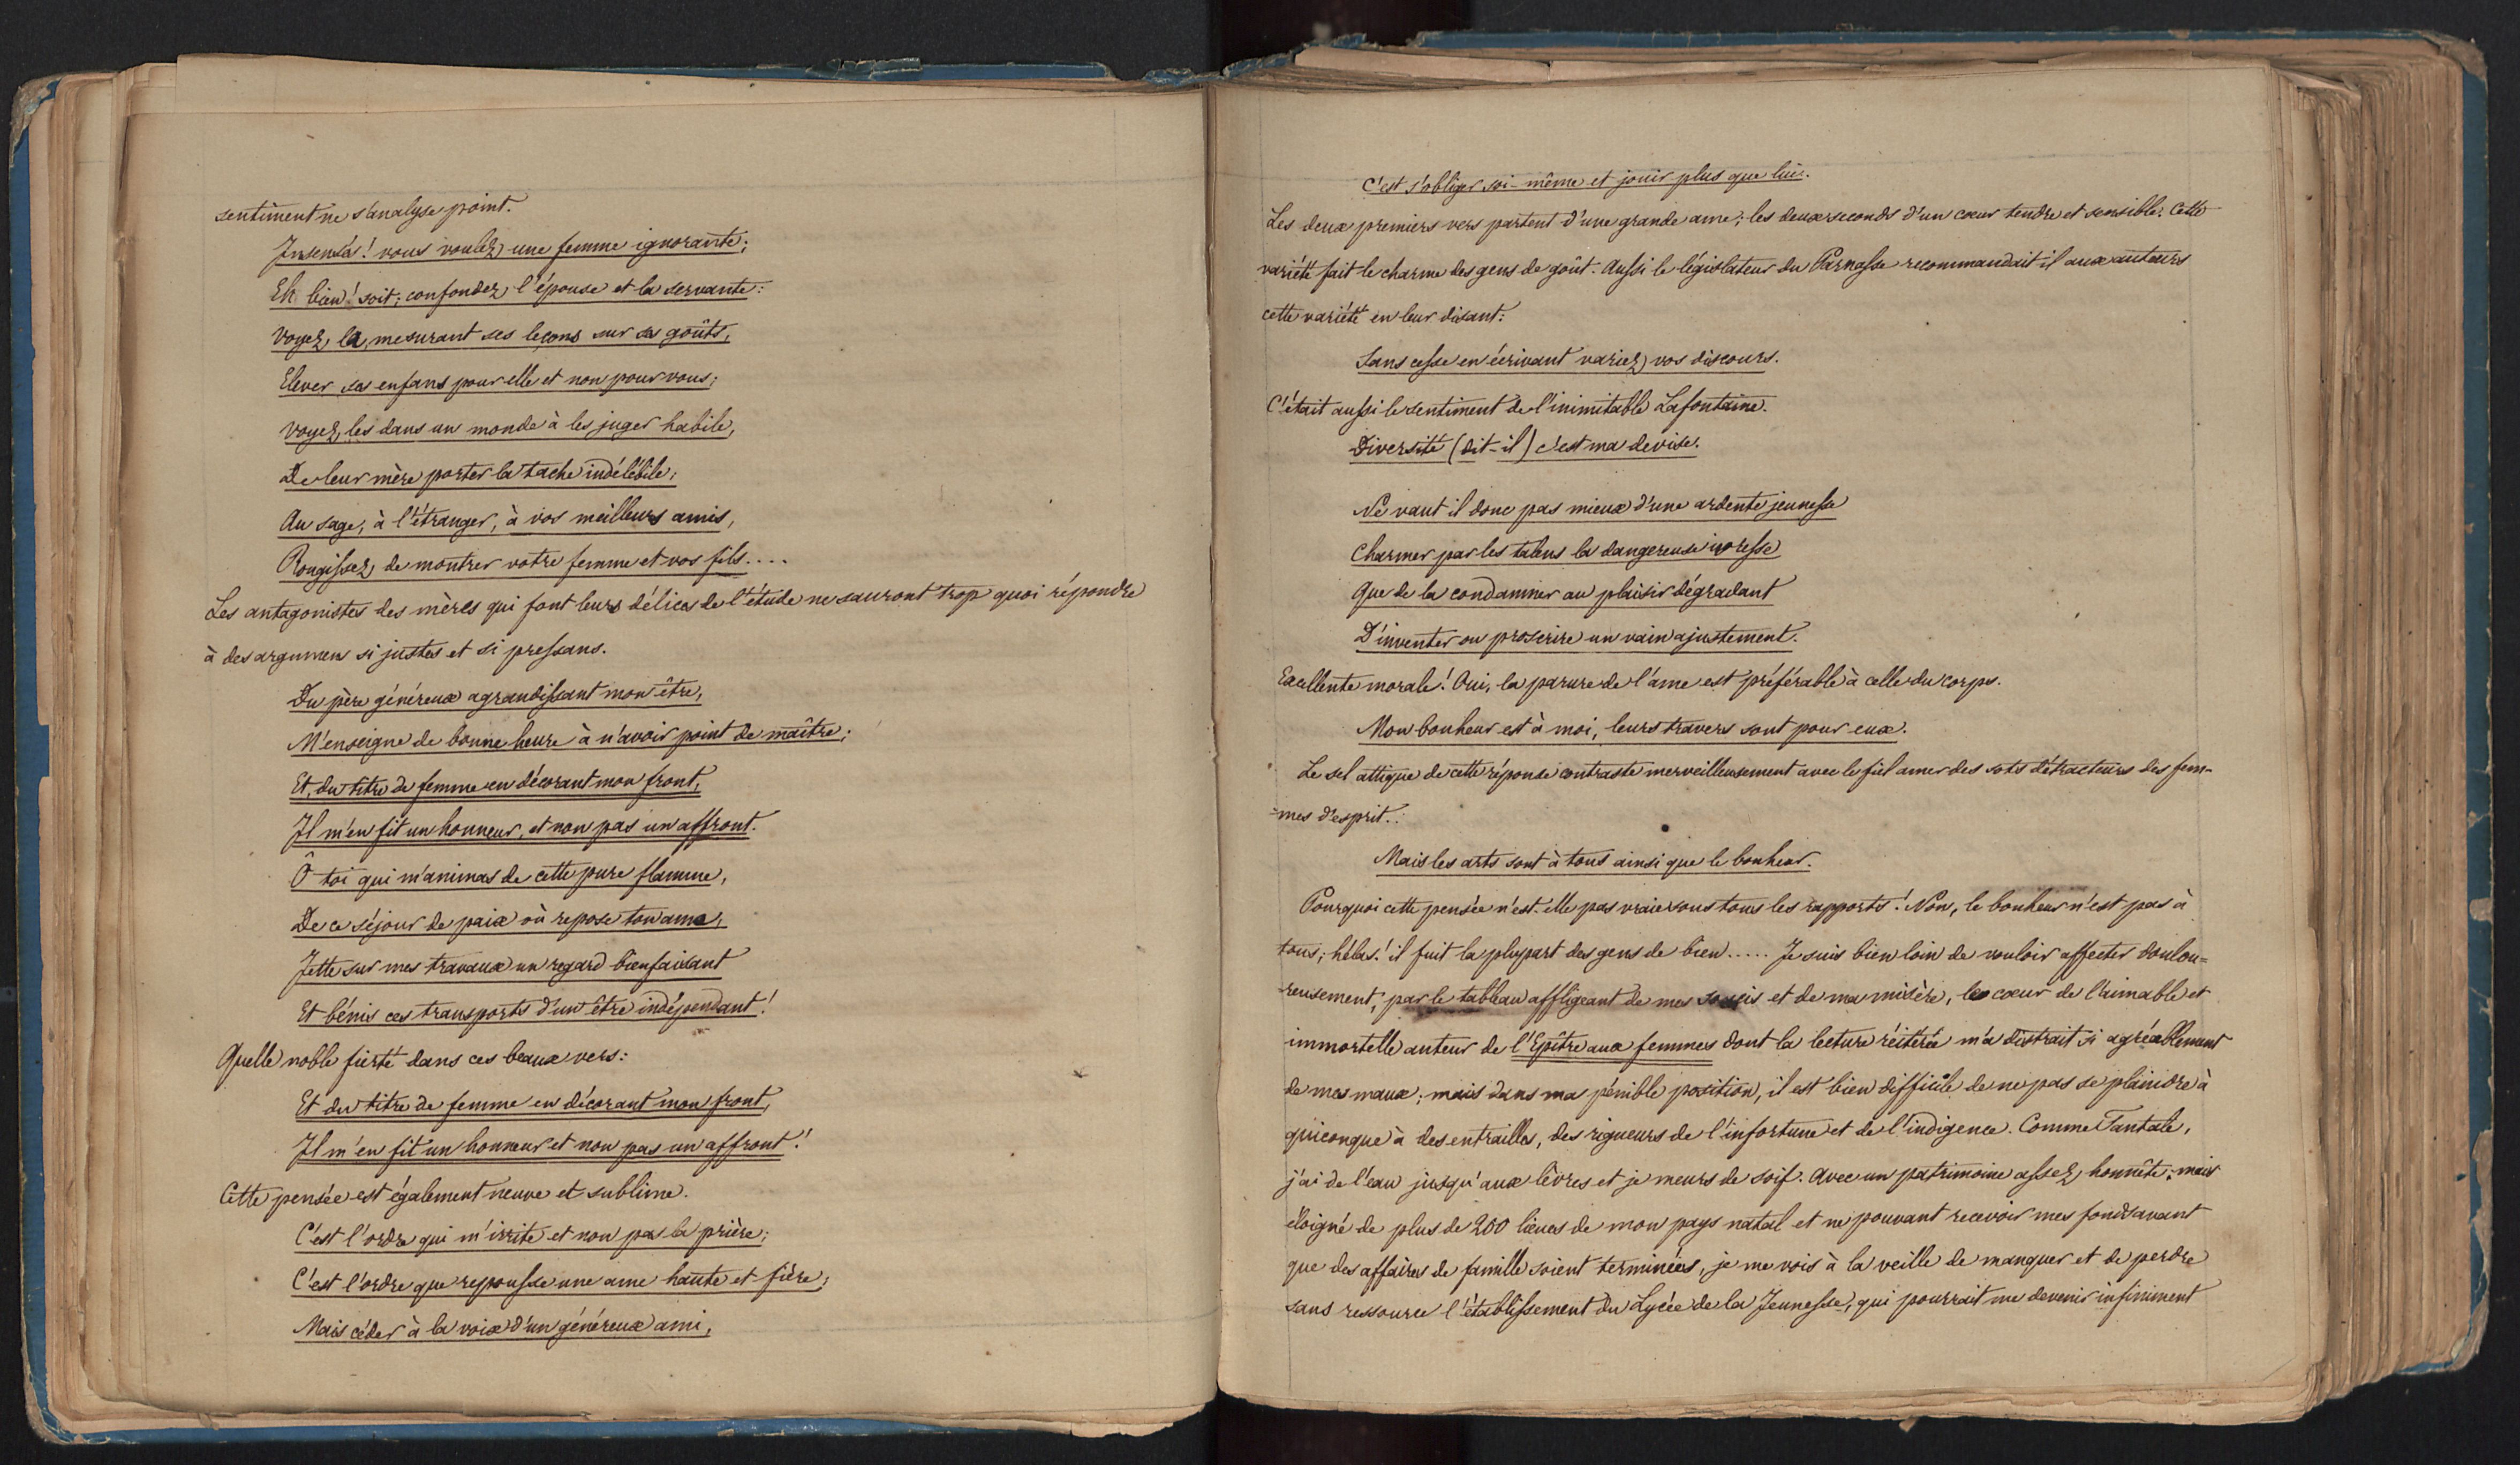 sentiment ne s'analyse point.
Insensés! vous voulez une femme ignorante;
Eh bien! soit; confondez l'épouse et la servante:
Voyez la, mesurant ses leçons sur ses goûts,
Elever ses enfans pour elle et non pour vous;
Voyez, les dans un monde à les juger habile,
De leur mère porter la tache indélébile;
Au sage, à l'étranger, à vos meilleurs amis,
Rougissez de montrer votre femme et vos fils....
Les antagonistes des mères qui font leurs délices de l'étude ne sauront trop quoi répondre
à des argumens si justes et si pressans.
Du père généreux agrandissant mon être,
M'enseigne de bonne heure à n'avoir point de maître;
Et, du titre de femme en décorant mon front,
Il m'en fit un honneur, et non pas un affront.
Ô toi qui m'animas de cette pure flamme,
De ce séjour de paix où repose ton ame,
Jette sur mes travaux un regard bienfaisant
Et bénis ces transports d'un être indépendant!
Quelle noble fierté dans ces beaux vers:
Et du titre de femme en décorant mon front,
Il m'en fit un honneur et non pas un affront!
Cette pensée est également neuve et sublime.
C'est l'ordre qui m'irrite et non pas la prière;
C'est l'ordre que repousse une ame haute et fière;
Mais céder à la voix d'un généreux ami,
C'est s'obliger soi-même et jouir plus que lui.
Les deux premiers vers partent d'une grande ame; les deux seconds d'un cœur tendre et sensible. Cette
variété fait le charme des gens de goût. Aussi le législateur du Parnasse recommandait il aux auteurs
cette variété en leur disant:
Sans cesse en écrivant variez vos discours.
C'était aussi le sentiment de l'inimitable Lafontaine.
Diversité (dit-il) c'est ma devise.
Ne vaut il donc pas mieux d'une ardente jeunesse
Charmer par les talens la dangereuse ivresse
Que de la condamner au plaisir dégradant
D'inventer ou proscrire un vain ajustement.
Excellente morale! Oui, la parure de l'ame est préférable à celle du corps.
Mon bonheur est à moi, leurs travers sont pour eux.
Le sel attique de cette réponse contraste merveilleusement avec le fiel amer des sots détracteurs des fem-
-mes d'esprit.
Mais les arts sont à tous ainsi que le bonheur.
Pourquoi cette pensée n'est-elle pas vraie sous tous les rapports! Non, le bonheur n'est pas à
tous; hélas! il fuit la plupart des gens de bien..... Je suis bien loin de vouloir affecter doulou=
reusement, par le tableau affligeant de mes soucis et de ma misère, le cœur de l'aimable et
immortelle auteur de l'Epître aux femmes dont la lecture réitérée m'a distrait si agréablement
de mes maux; mais dans ma pénible position, il est bien difficile de ne pas se plaindre à
quiconque à des entrailles, des rigueurs de l'infortune et de l'indigence. Comme Tantale,
j'ai de l'eau jusqu'aux lèvres et je meurs de soif. Avec un patrimoine assez honnête; mais
éloigné de plus de 200 lieues de mon pays natal et ne pouvant recevoir mes fonds avant
que des affaires de famille soient terminées, je me vois à la veille de manquer et de perdre
sans ressource l'établissement du Lycée de la Jeunesse, qui pourrait me devenir infiniment